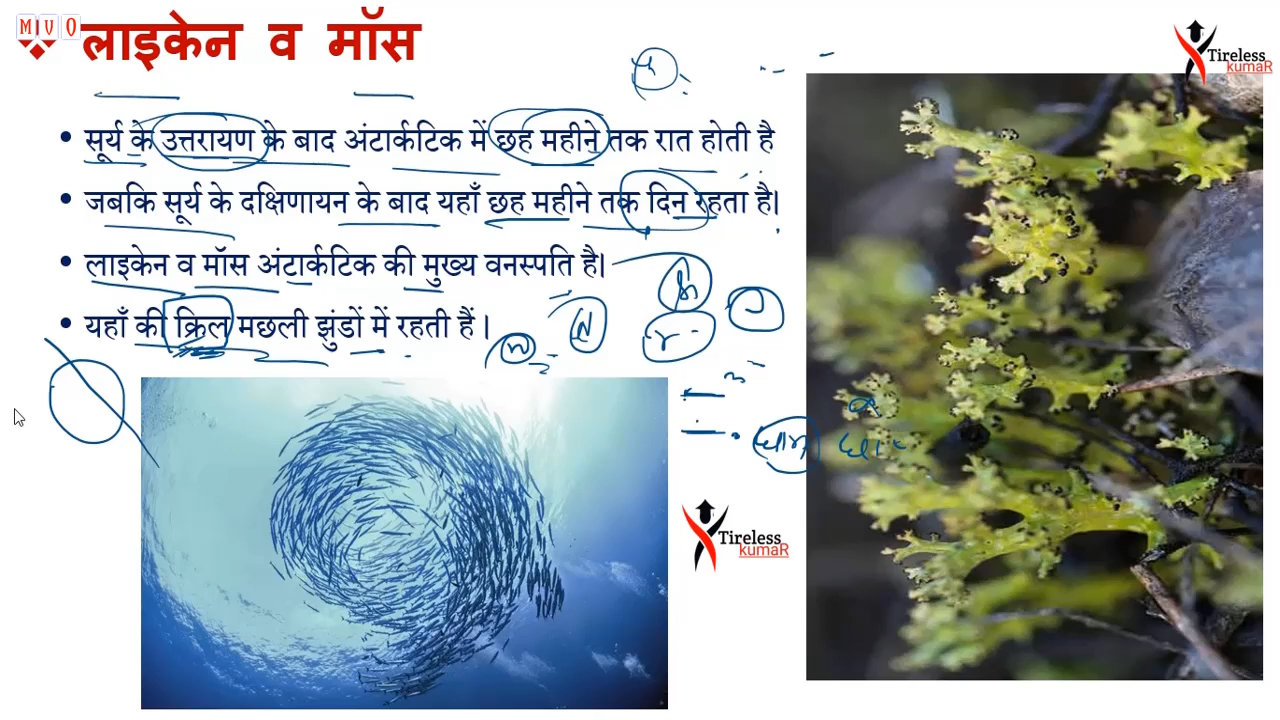 MVO
लाइकेन व मॉस
Tireless
kumaR
सूर्य के उत्तरायण के बाद अंटार्कटिक में छह महीने तक रात होती है
जबकि सूर्य के दक्षिणायन के बाद यहाँ छह महीने तक दिन रहता है।
लाइकेन व मॉस अंटार्कटिक की मुख्य वनस्पति है।
यहाँ की क्रिल मछली झुंडों में रहती हैं ।
Tireless
kumaR